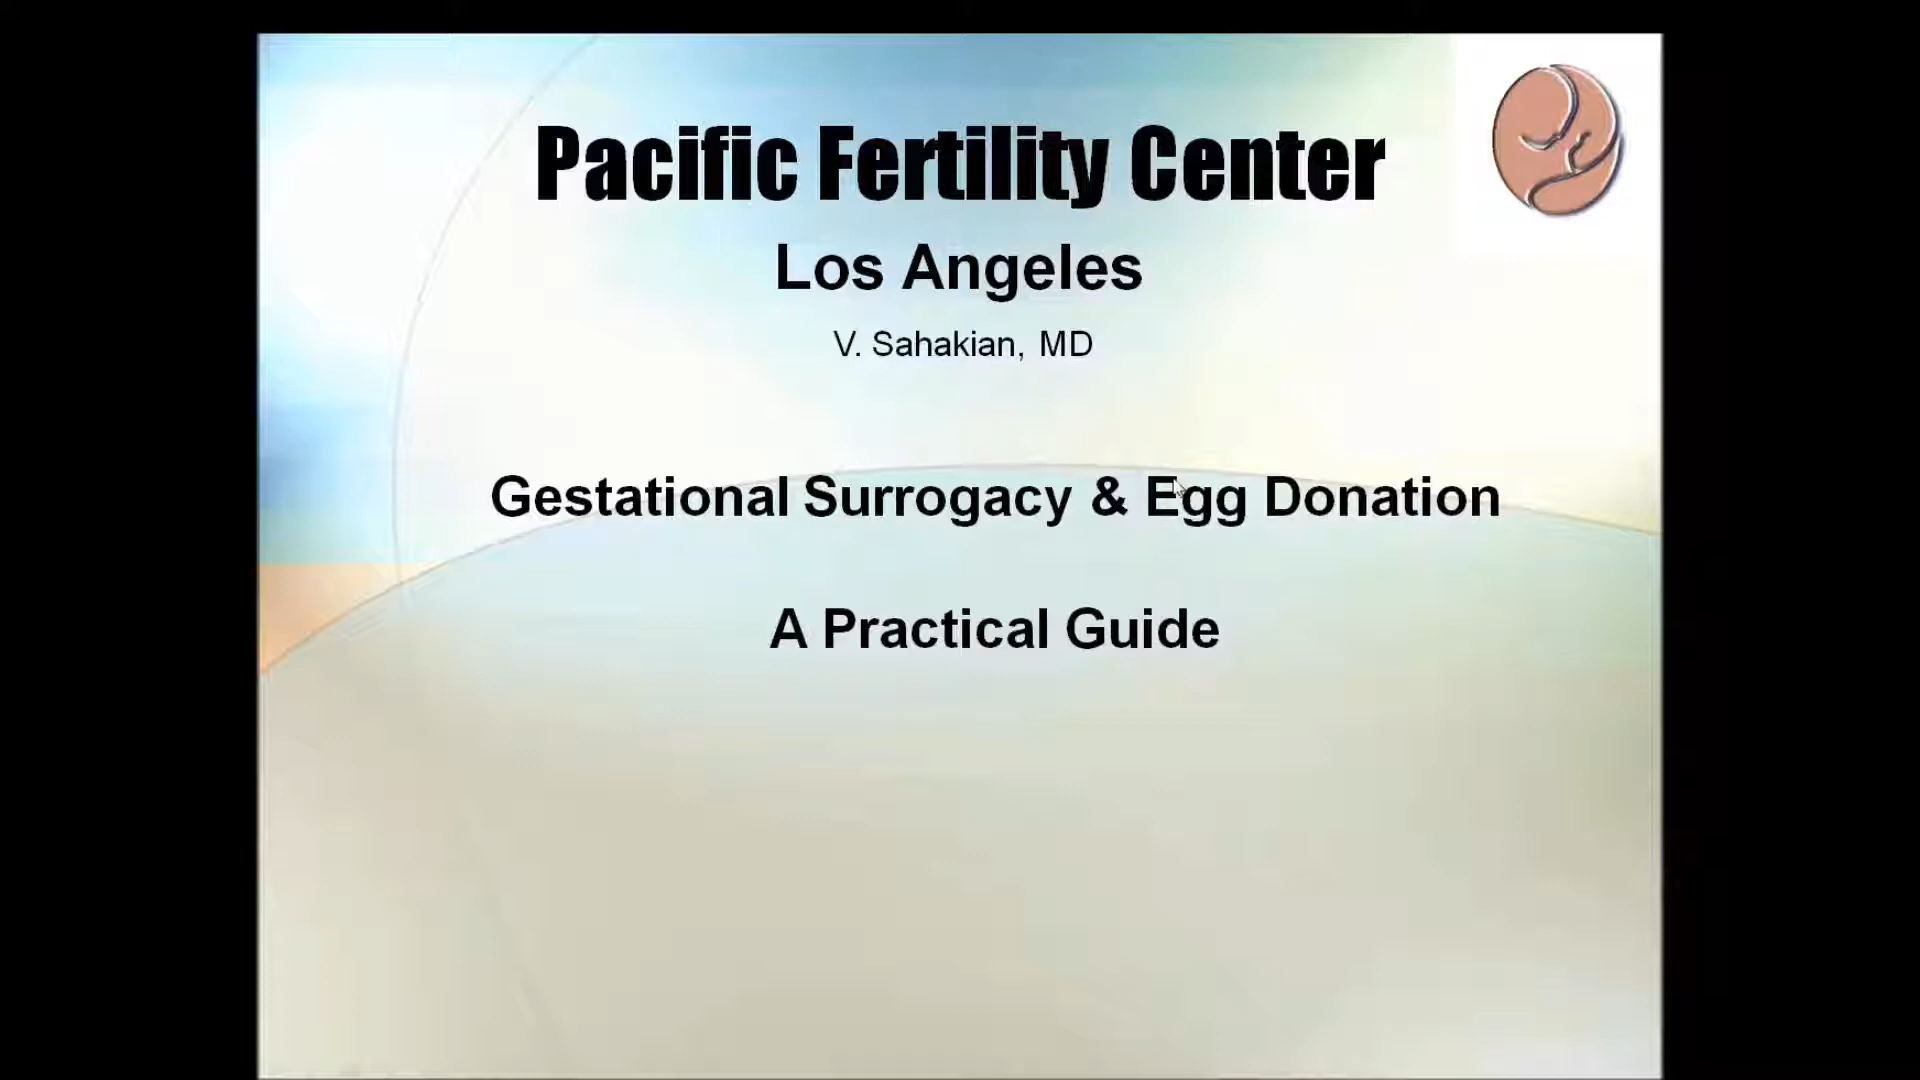 Pacific Fertility Center
Los Angeles
V. Sahakian, MD
Gestational Surrogacy & Egg Donation
A Practical Guide